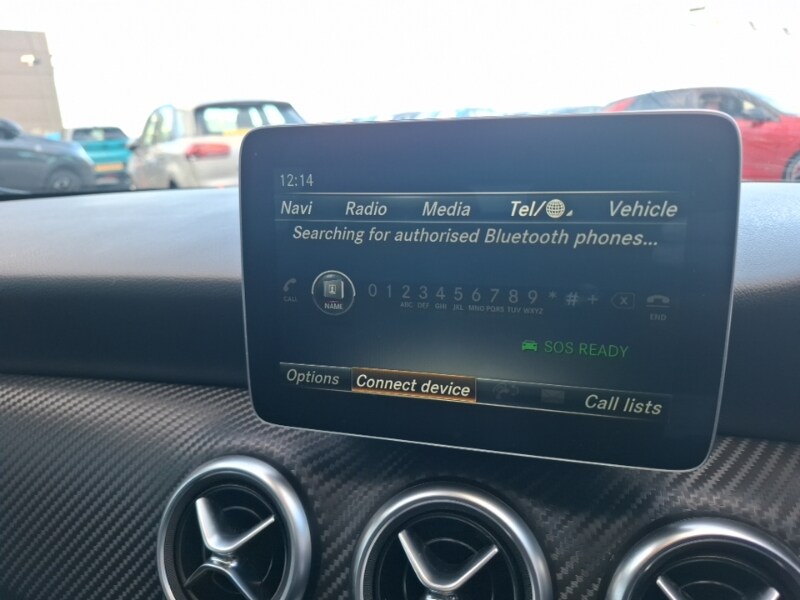 12:14
Navi Radio Media Tel/ Vehicle
Searching for authorised Bluetooth phones...
CALL NAME 0 1 2 3 4 5 6 7 8 9 * # + X END
ABC DEF GHI JKL MNO PQRS TUV WXYZ
SOS READY
Options Connect device Call lists